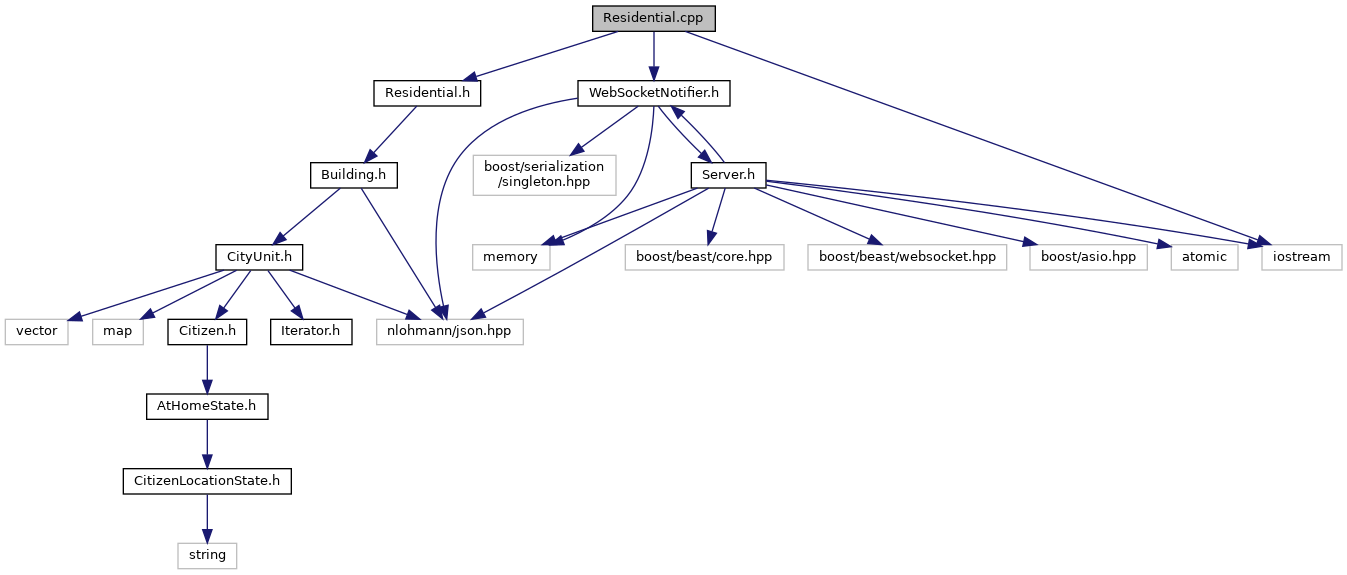 Residential.cpp
Residential.h
WebSocketNotifier.h
boost/serialization
/singleton.hpp
Building.h
Server.h
CityUnit.h
memory
boost/beast/core.hpp
boost/beast/websocket.hpp
boost/asio.hpp
atomic
iostream
vector
map
Citizen.h
Iterator.h
nlohmann/json.hpp
AtHomeState.h
CitizenLocationState.h
string